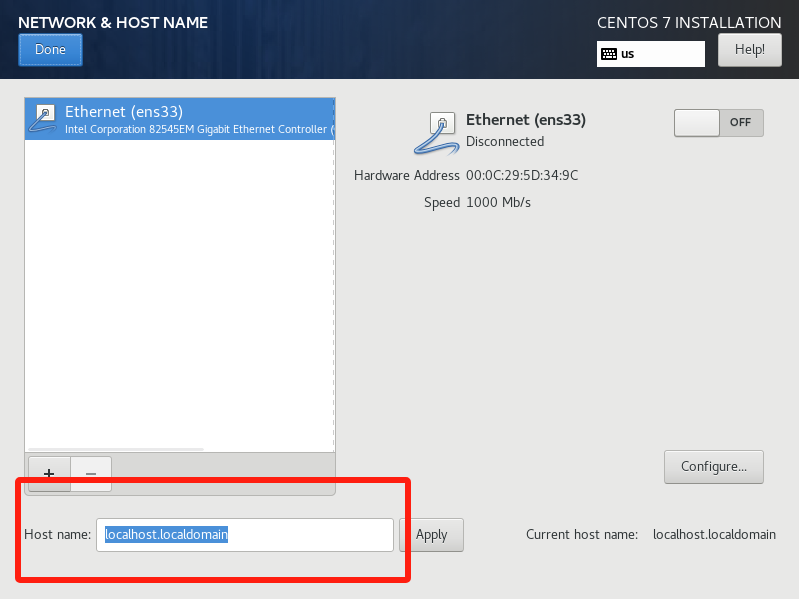 NETWORK & HOST NAME
CENTOS 7 INSTALLATION
Done
us
Help!
Ethernet (ens33)
Intel Corporation 82545EM Gigabit Ethernet Controller (
Ethernet (ens33)
Disconnected
OFF
Hardware Address 00:0C:29:5D:34:9C
Speed 1000 Mb/s
+ −
Configure...
Host name: localhost.localdomain
Apply
Current host name: localhost.localdomain